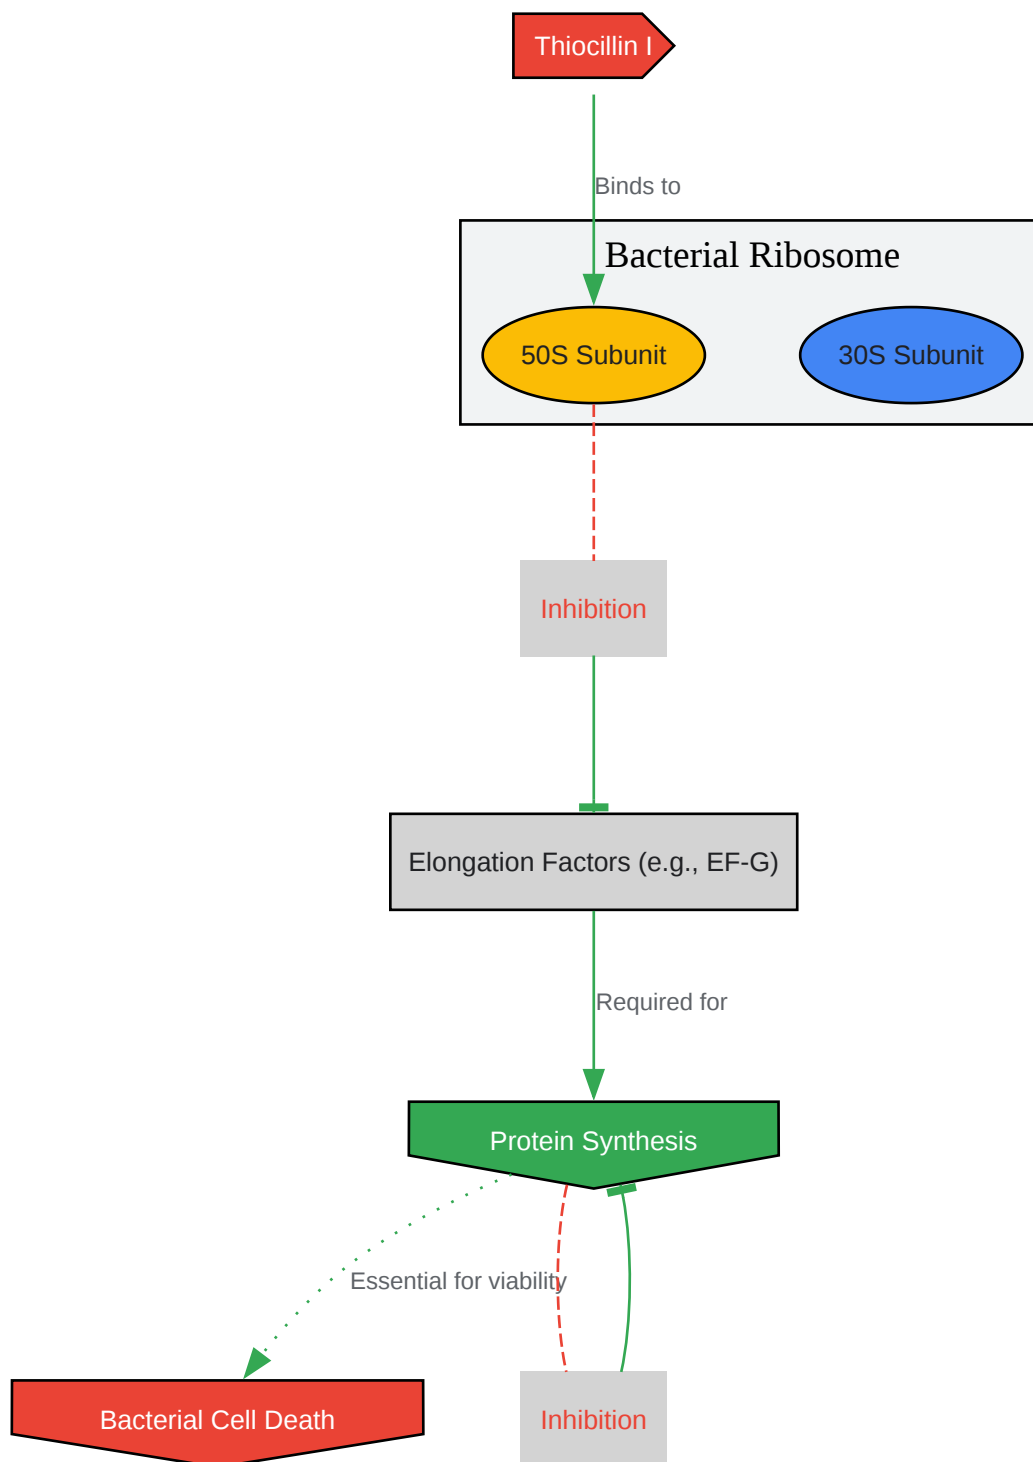 Thiocillin I
Binds to
Bacterial Ribosome
50S Subunit
30S Subunit
Inhibition
Elongation Factors (e.g., EF-G)
Required for
Protein Synthesis
Essential for viability
Bacterial Cell Death
Inhibition